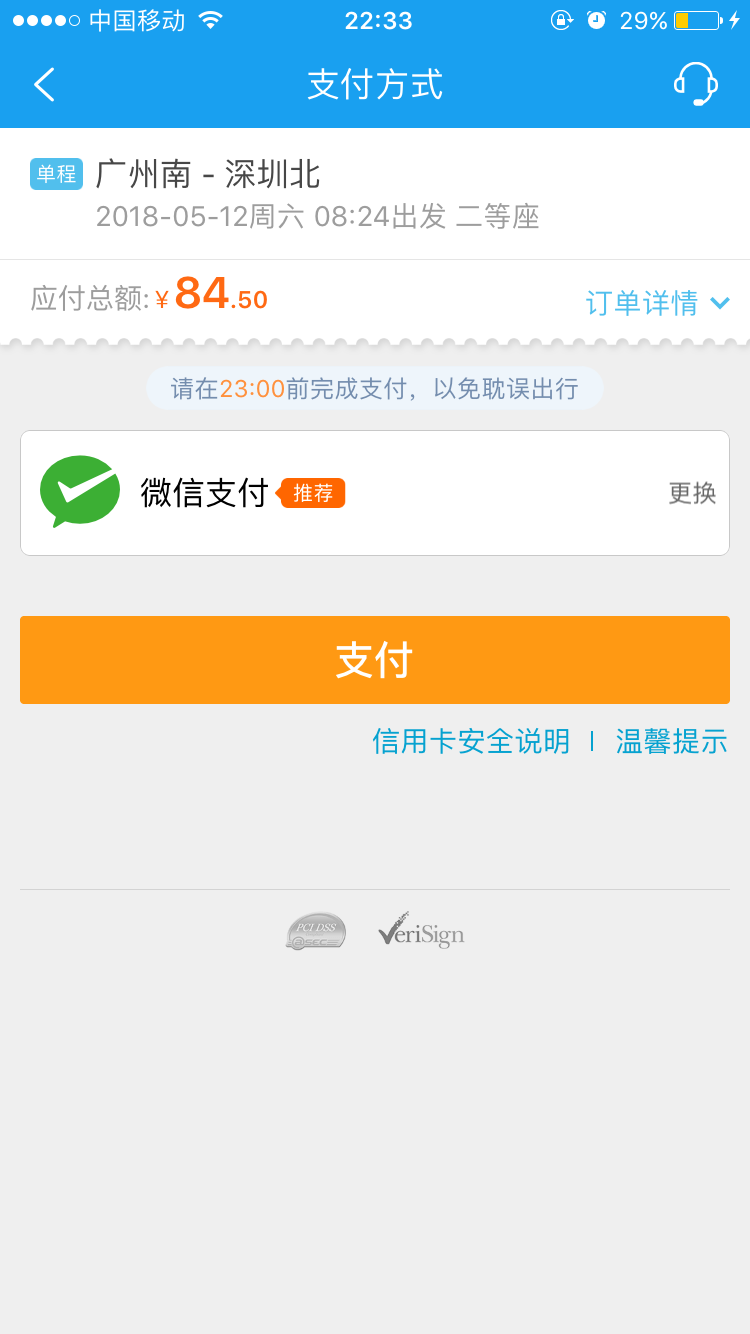 中国移动 22:33 29%
支付方式
单程 广州南 - 深圳北
2018-05-12周六 08:24出发 二等座
应付总额: ¥84.50 订单详情
请在23:00前完成支付，以免耽误出行
微信支付 推荐 更换
支付
信用卡安全说明 | 温馨提示
PCI DSS VeriSign
@SEC